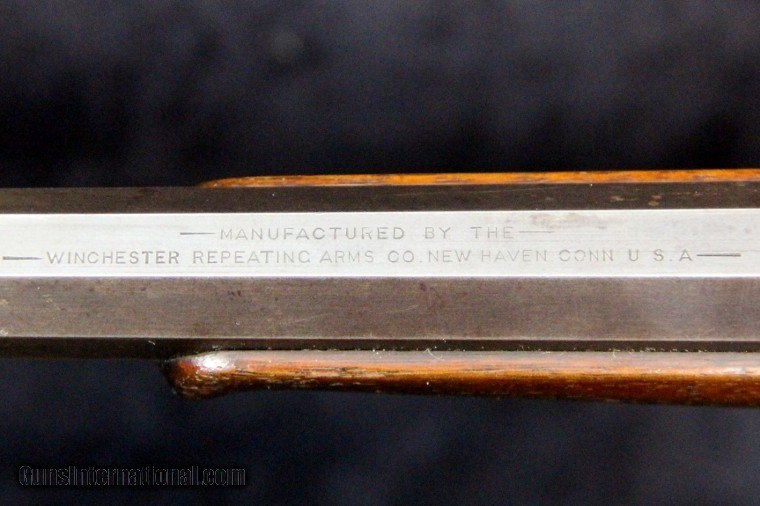 —MANUFACTURED BY THE—
—WINCHESTER REPEATING ARMS CO. NEW HAVEN CONN U S.A—
GunsInternational.com